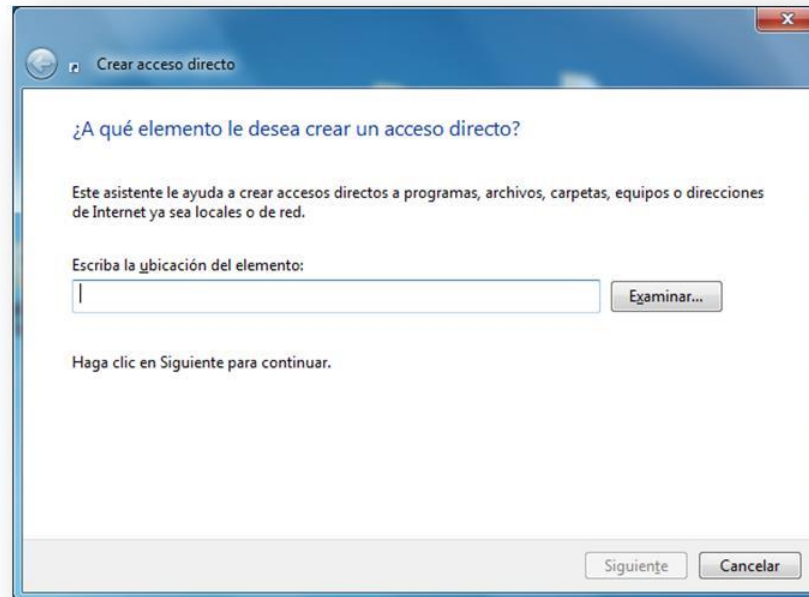 Crear acceso directo
¿A qué elemento le desea crear un acceso directo?
Este asistente le ayuda a crear accesos directos a programas, archivos, carpetas, equipos o direcciones
de Internet ya sea locales o de red.
Escriba la ubicación del elemento:
Examinar...
Haga clic en Siguiente para continuar.
Siguiente
Cancelar